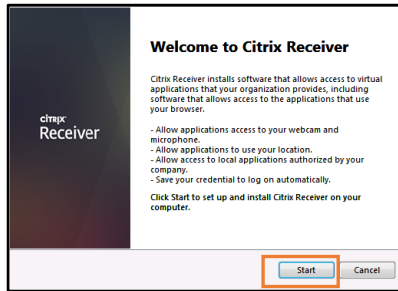 Welcome to Citrix Receiver
Citrix Receiver installs software that allows access to virtual
applications that your organization provides, including
software that allows access to the applications that use
your browser.
- Allow applications access to your webcam and
microphone.
- Allow applications to use your location.
- Allow access to local applications authorized by your
company.
- Save your credential to log on automatically.
Click Start to set up and install Citrix Receiver on your
computer.
CITRIX
Receiver
Start
Cancel